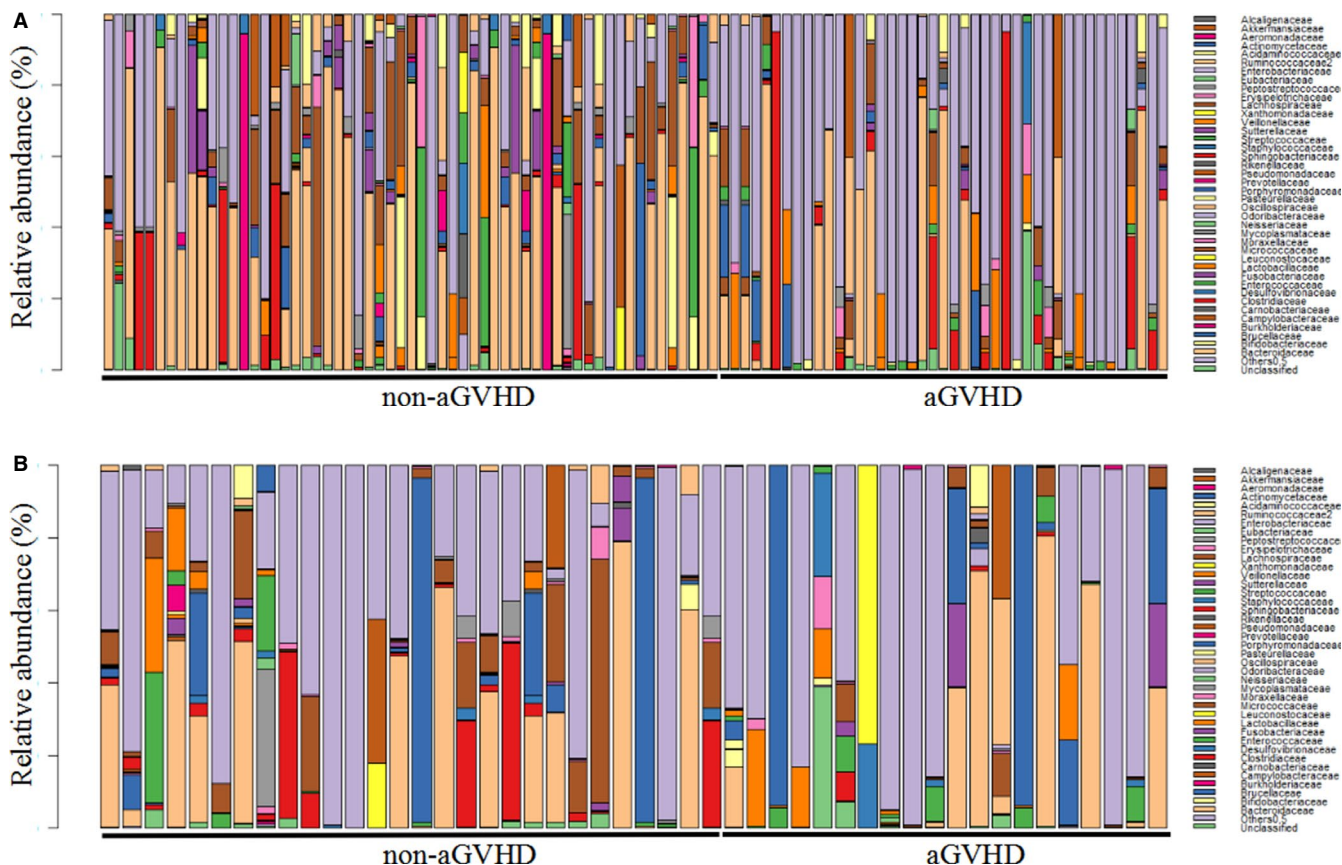 A
Relative abundance (%)
Alcaligenaceae
Akkermansiaceae
Aeromonadaceae
Actinomycetaceae
Acidaminococcaceae
Ruminococcaceae2
Enterobacteriaceae
Eubacteriaceae
Peptostreptococcaceae
Erysipelotrichaceae
Lachnospiraceae
Xanthomonadaceae
Veillonellaceae
Sutterellaceae
Streptococcaceae
Staphylococcaceae
Sphingobacteriaceae
Rikenellaceae
Pseudomonadaceae
Prevotellaceae
Porphyromonadaceae
Pasteurellaceae
Oscillospiraceae
Odoribacteraceae
Neisseriaceae
Mycoplasmataceae
Moraxellaceae
Micrococcaceae
Leuconostocaceae
Lactobacillaceae
Fusobacteriaceae
Enterococcaceae
Desulfovibrionaceae
Clostridiaceae
Carnobacteriaceae
Campylobacteraceae
Burkholderiaceae
Brucellaceae
Bifidobacteriaceae
Bacteroidaceae
Others0,5
Unclassified
non-aGVHD
aGVHD
B
Relative abundance (%)
Alcaligenaceae
Akkermansiaceae
Aeromonadaceae
Actinomycetaceae
Acidaminococcaceae
Ruminococcaceae2
Enterobacteriaceae
Eubacteriaceae
Peptostreptococcaceae
Erysipelotrichaceae
Lachnospiraceae
Xanthomonadaceae
Veillonellaceae
Sutterellaceae
Streptococcaceae
Staphylococcaceae
Sphingobacteriaceae
Rikenellaceae
Pseudomonadaceae
Prevotellaceae
Porphyromonadaceae
Pasteurellaceae
Oscillospiraceae
Odoribacteraceae
Neisseriaceae
Mycoplasmataceae
Moraxellaceae
Micrococcaceae
Leuconostocaceae
Lactobacillaceae
Fusobacteriaceae
Enterococcaceae
Desulfovibrionaceae
Clostridiaceae
Carnobacteriaceae
Campylobacteraceae
Burkholderiaceae
Brucellaceae
Bifidobacteriaceae
Bacteroidaceae
Others0,5
Unclassified
non-aGVHD
aGVHD